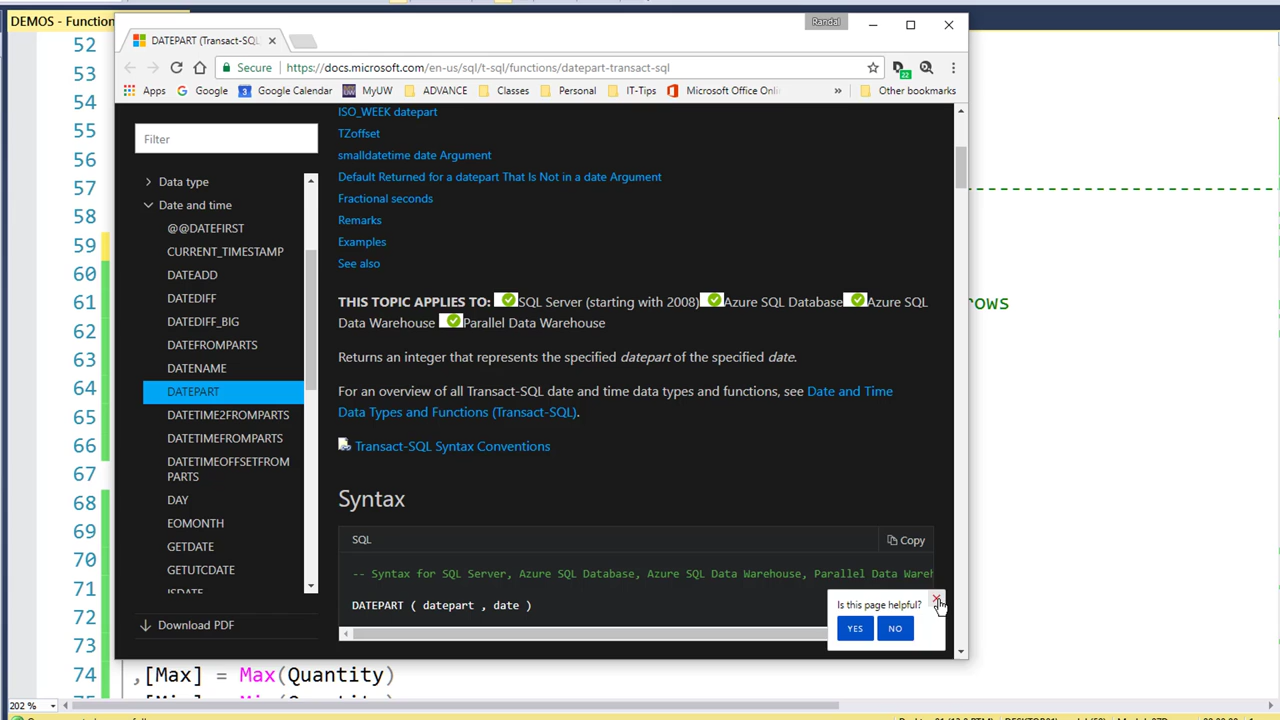 DEMOS - Function
Randal
DATEPART (Transact-SQL
Secure
https://docs.microsoft.com/en-us/sql/t-sql/functions/datepart-transact-sql
22
Apps
Google
3
Google Calendar
MyUW
ADVANCE
Classes
Personal
IT-Tips
Microsoft Office Onli
»
Other bookmarks
52
53
54
55
56
57
58
59
60
61
62
63
64
65
66
67
68
69
70
71
72
73
74
Filter
Data type
Date and time
@@DATEFIRST
CURRENT_TIMESTAMP
DATEADD
DATEDIFF
DATEDIFF_BIG
DATEFROMPARTS
DATENAME
DATEPART
DATETIME2FROMPARTS
DATETIMEFROMPARTS
DATETIMEOFFSETFROM
PARTS
DAY
EOMONTH
GETDATE
GETUTCDATE
ISDATE
Download PDF
ISO_WEEK datepart
TZoffset
smalldatetime date Argument
Default Returned for a datepart That Is Not in a date Argument
Fractional seconds
Remarks
Examples
See also
THIS TOPIC APPLIES TO: SQL Server (starting with 2008) Azure SQL Database Azure SQL
Data Warehouse Parallel Data Warehouse
Returns an integer that represents the specified datepart of the specified date.
For an overview of all Transact-SQL date and time data types and functions, see Date and Time
Data Types and Functions (Transact-SQL).
Transact-SQL Syntax Conventions
Syntax
SQL
Copy
-- Syntax for SQL Server, Azure SQL Database, Azure SQL Data Warehouse, Parallel Data Wareh
DATEPART ( datepart , date )
Is this page helpful?
YES
NO
rows
,[Max] = Max(Quantity)
202 %